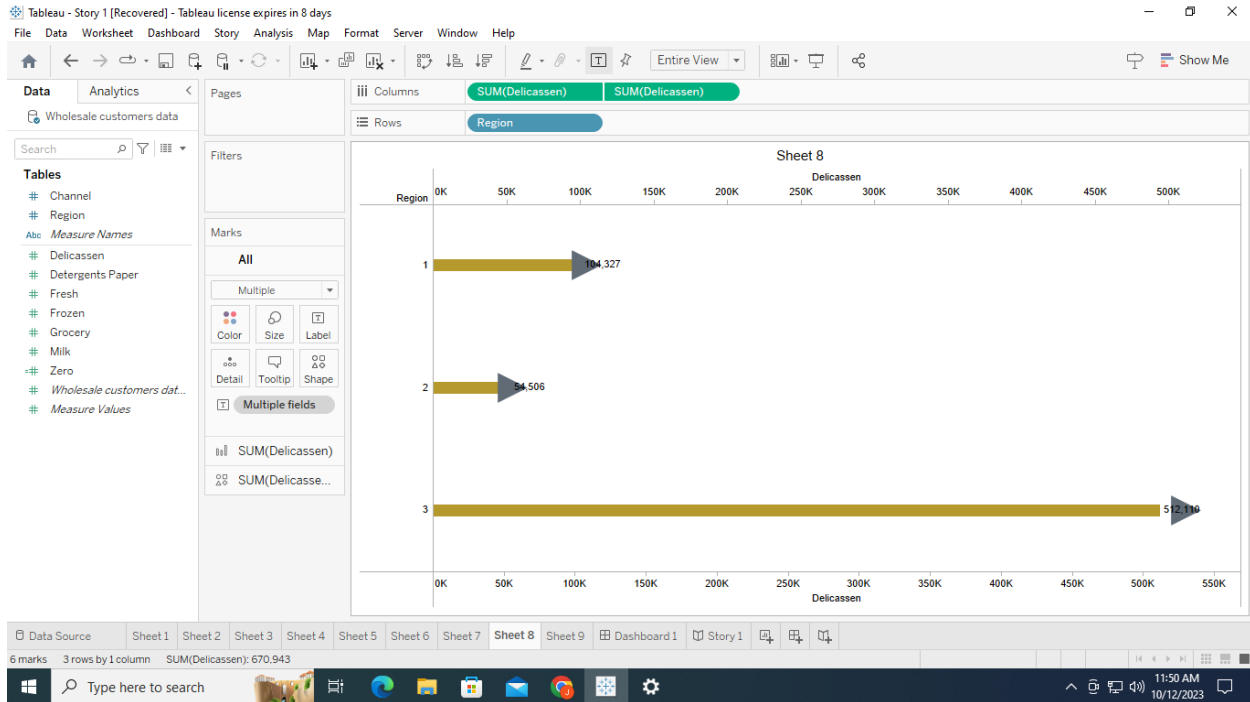 Tableau - Story 1 [Recovered] - Tableau license expires in 8 days
File Data Worksheet Dashboard Story Analysis Map Format Server Window Help
Entire View
Show Me
Data Analytics
Wholesale customers data
Search
Tables
# Channel
# Region
Abc Measure Names
# Delicassen
# Detergents Paper
# Fresh
# Frozen
# Grocery
# Milk
=# Zero
# Wholesale customers dat...
# Measure Values
Pages
Filters
Marks
All
Multiple
Color Size Label
Detail Tooltip Shape
Multiple fields
SUM(Delicassen)
SUM(Delicasse...
Columns SUM(Delicassen) SUM(Delicassen)
Rows Region
Sheet 8
Delicassen
0K 50K 100K 150K 200K 250K 300K 350K 400K 450K 500K
Region
1 104,327
2 54,506
3 512,110
0K 50K 100K 150K 200K 250K 300K 350K 400K 450K 500K 550K
Delicassen
Data Source Sheet 1 Sheet 2 Sheet 3 Sheet 4 Sheet 5 Sheet 6 Sheet 7 Sheet 8 Sheet 9 Dashboard 1 Story 1
6 marks 3 rows by 1 column SUM(Delicassen): 670,943
Type here to search
11:50 AM
10/12/2023